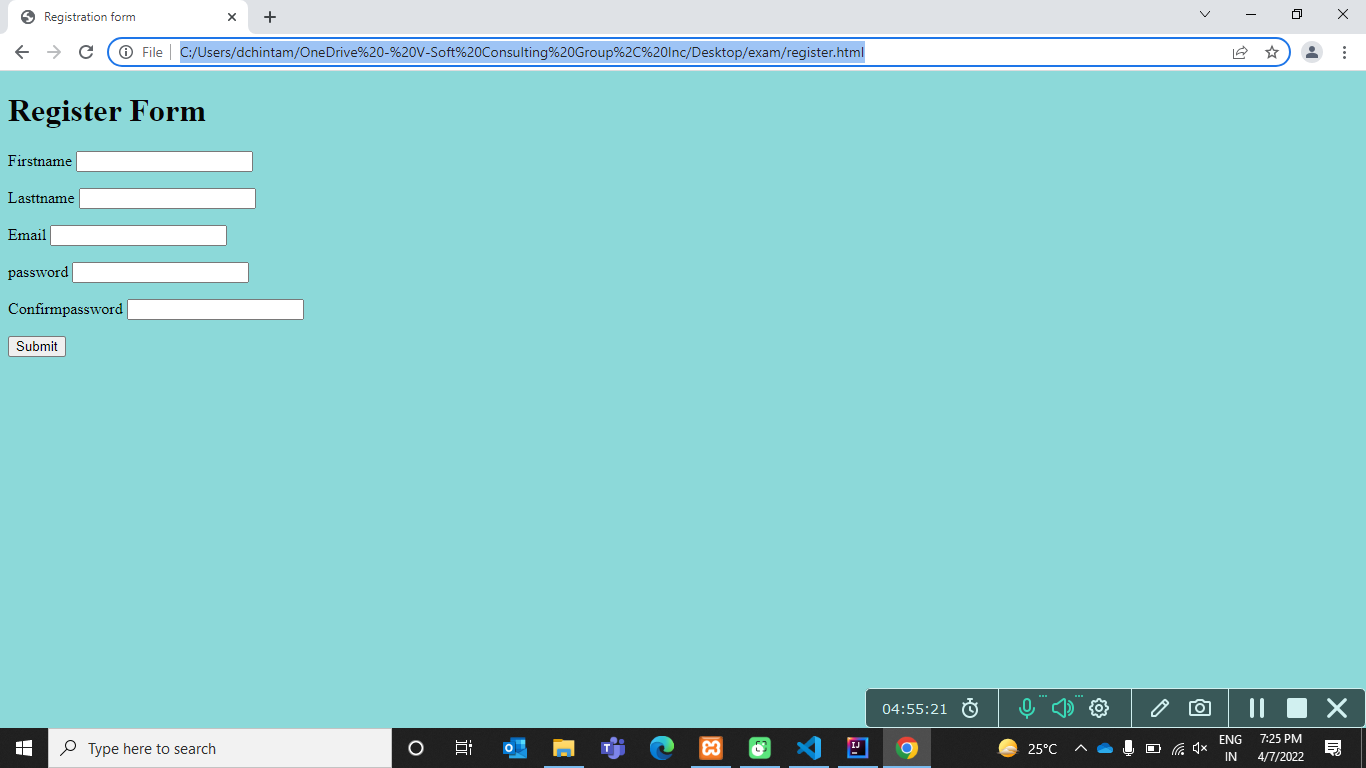 Registration form
File
C:/Users/dchintam/OneDrive%20-%20V-Soft%20Consulting%20Group%2C%20Inc/Desktop/exam/register.html
Register Form
Firstname
Lasttname
Email
password
Confirmpassword
Submit
04:55:21
Type here to search
25°C
ENG
IN
7:25 PM
4/7/2022